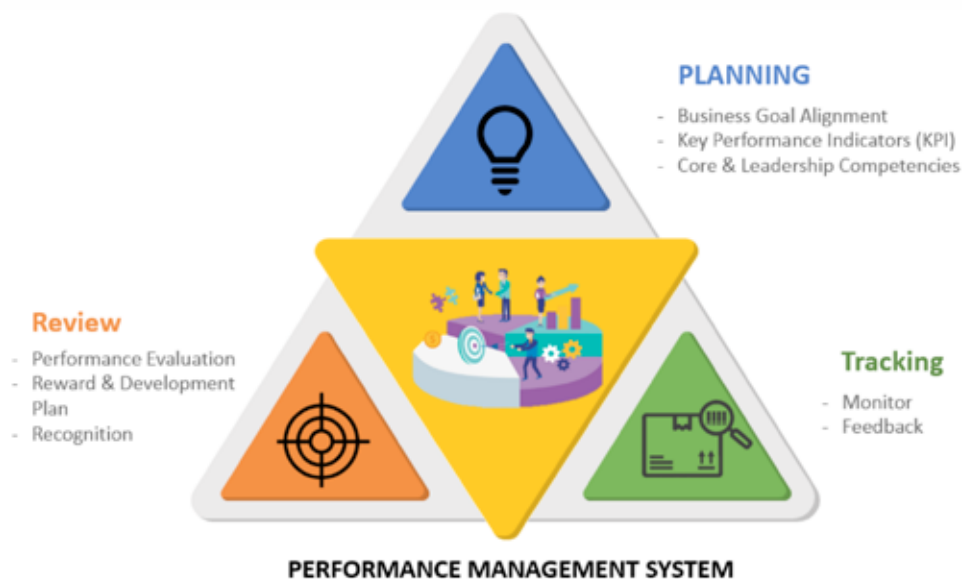 PLANNING
- Business Goal Alignment
- Key Performance Indicators (KPI)
- Core & Leadership Competencies
Review
- Performance Evaluation
- Reward & Development
Plan
- Recognition
Tracking
- Monitor
- Feedback
PERFORMANCE MANAGEMENT SYSTEM